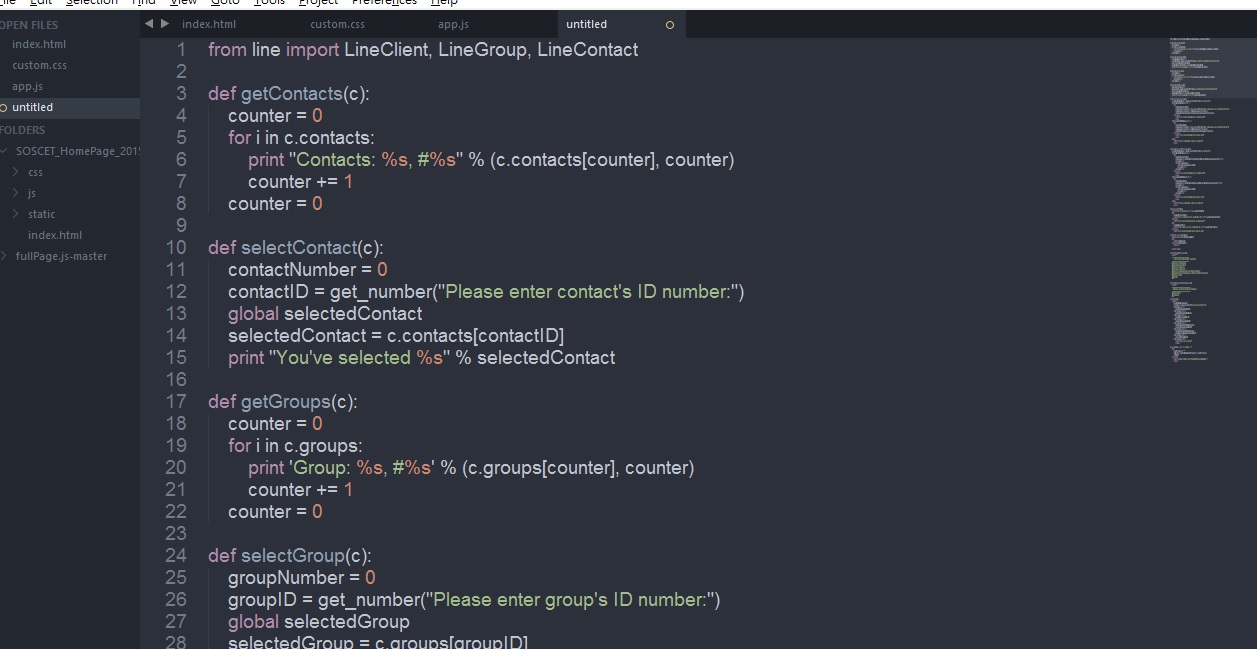 Edit Selection Find View Goto Tools Project Preferences Help
OPEN FILES
index.html
custom.css
app.js
untitled
FOLDERS
SOSCET_HomePage_201
css
js
static
index.html
fullPage.js-master
index.html custom.css app.js untitled
1 from line import LineClient, LineGroup, LineContact
2
3 def getContacts(c):
4 counter = 0
5 for i in c.contacts:
6 print "Contacts: %s, #%s" % (c.contacts[counter], counter)
7 counter += 1
8 counter = 0
9
10 def selectContact(c):
11 contactNumber = 0
12 contactID = get_number("Please enter contact's ID number:")
13 global selectedContact
14 selectedContact = c.contacts[contactID]
15 print "You've selected %s" % selectedContact
16
17 def getGroups(c):
18 counter = 0
19 for i in c.groups:
20 print 'Group: %s, #%s' % (c.groups[counter], counter)
21 counter += 1
22 counter = 0
23
24 def selectGroup(c):
25 groupNumber = 0
26 groupID = get_number("Please enter group's ID number:")
27 global selectedGroup
28 selectedGroup = c.groups[groupID]